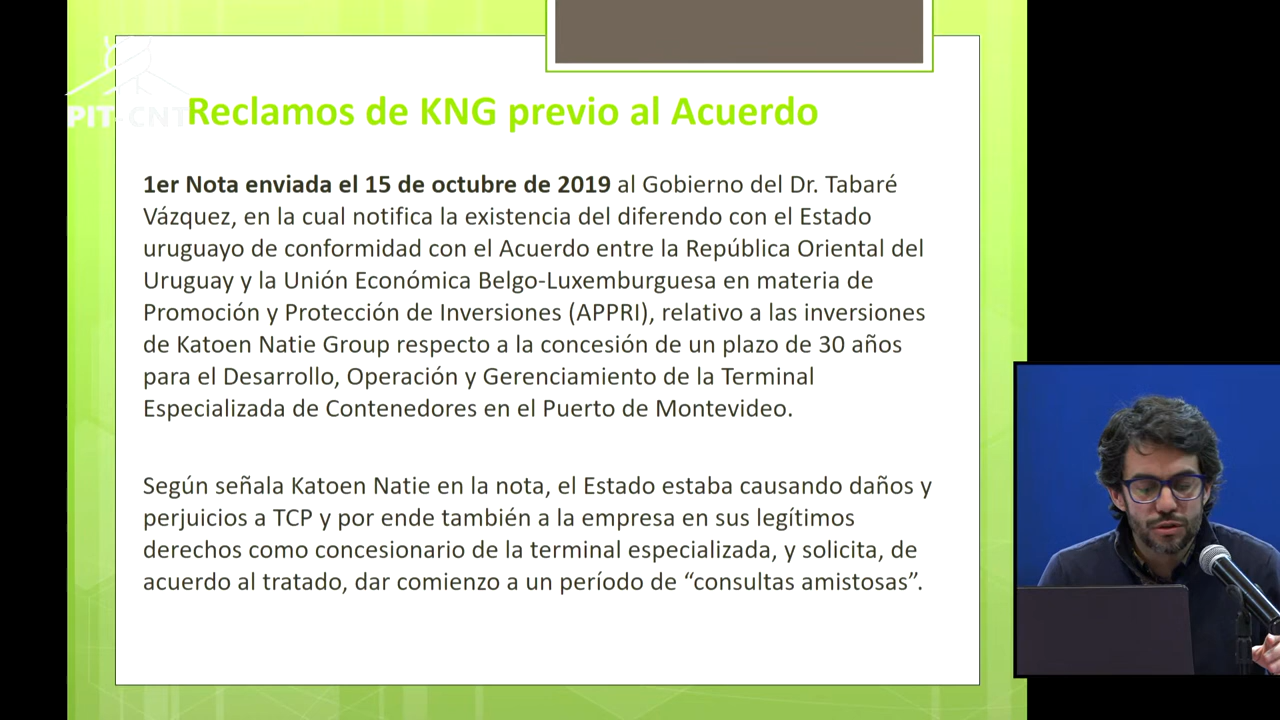 PIT-CNT
Reclamos de KNG previo al Acuerdo
1er Nota enviada el 15 de octubre de 2019 al Gobierno del Dr. Tabaré
Vázquez, en la cual notifica la existencia del diferendo con el Estado
uruguayo de conformidad con el Acuerdo entre la República Oriental del
Uruguay y la Unión Económica Belgo-Luxemburguesa en materia de
Promoción y Protección de Inversiones (APPRI), relativo a las inversiones
de Katoen Natie Group respecto a la concesión de un plazo de 30 años
para el Desarrollo, Operación y Gerenciamiento de la Terminal
Especializada de Contenedores en el Puerto de Montevideo.
Según señala Katoen Natie en la nota, el Estado estaba causando daños y
perjuicios a TCP y por ende también a la empresa en sus legítimos
derechos como concesionario de la terminal especializada, y solicita, de
acuerdo al tratado, dar comienzo a un período de “consultas amistosas”.